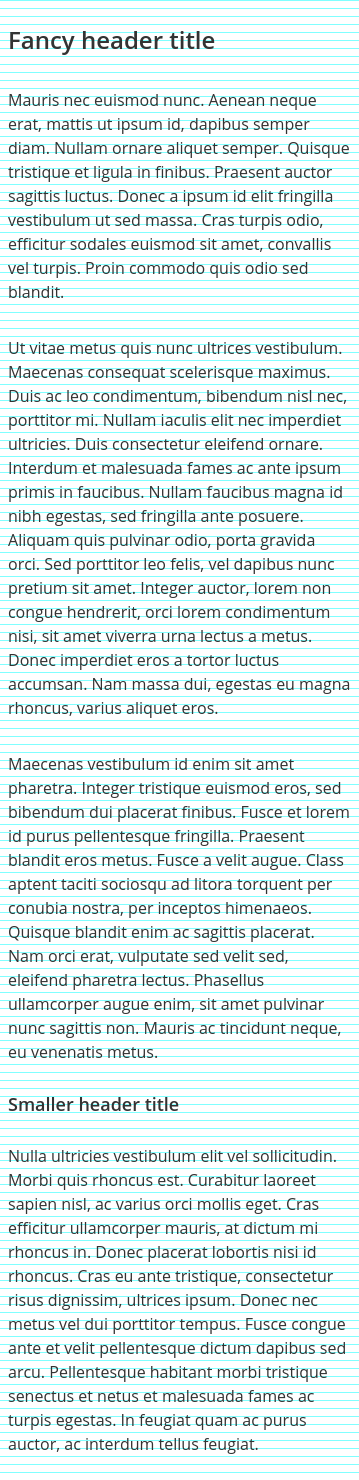 Fancy header title
Mauris nec euismod nunc. Aenean neque
erat, mattis ut ipsum id, dapibus semper
diam. Nullam ornare aliquet semper. Quisque
tristique et ligula in finibus. Praesent auctor
sagittis luctus. Donec a ipsum id elit fringilla
vestibulum ut sed massa. Cras turpis odio,
efficitur sodales euismod sit amet, convallis
vel turpis. Proin commodo quis odio sed
blandit.
Ut vitae metus quis nunc ultrices vestibulum.
Maecenas consequat scelerisque maximus.
Duis ac leo condimentum, bibendum nisl nec,
porttitor mi. Nullam iaculis elit nec imperdiet
ultricies. Duis consectetur eleifend ornare.
Interdum et malesuada fames ac ante ipsum
primis in faucibus. Nullam faucibus magna id
nibh egestas, sed fringilla ante posuere.
Aliquam quis pulvinar odio, porta gravida
orci. Sed porttitor leo felis, vel dapibus nunc
pretium sit amet. Integer auctor, lorem non
congue hendrerit, orci lorem condimentum
nisi, sit amet viverra urna lectus a metus.
Donec imperdiet eros a tortor luctus
accumsan. Nam massa dui, egestas eu magna
rhoncus, varius aliquet eros.
Maecenas vestibulum id enim sit amet
pharetra. Integer tristique euismod eros, sed
bibendum dui placerat finibus. Fusce et lorem
id purus pellentesque fringilla. Praesent
blandit eros metus. Fusce a velit augue. Class
aptent taciti sociosqu ad litora torquent per
conubia nostra, per inceptos himenaeos.
Quisque blandit enim ac sagittis placerat.
Nam orci erat, vulputate sed velit sed,
eleifend pharetra lectus. Phasellus
ullamcorper augue enim, sit amet pulvinar
nunc sagittis non. Mauris ac tincidunt neque,
eu venenatis metus.
Smaller header title
Nulla ultricies vestibulum elit vel sollicitudin.
Morbi quis rhoncus est. Curabitur laoreet
sapien nisl, ac varius orci mollis eget. Cras
efficitur ullamcorper mauris, at dictum mi
rhoncus in. Donec placerat lobortis nisi id
rhoncus. Cras eu ante tristique, consectetur
risus dignissim, ultrices ipsum. Donec nec
metus vel dui porttitor tempus. Fusce congue
ante et velit pellentesque dictum dapibus sed
arcu. Pellentesque habitant morbi tristique
senectus et netus et malesuada fames ac
turpis egestas. In feugiat quam ac purus
auctor, ac interdum tellus feugiat.